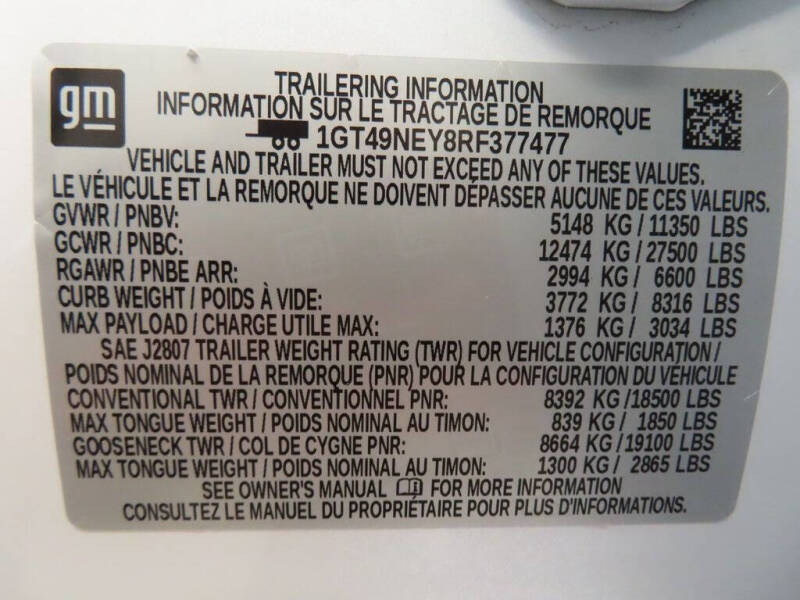 gm
TRAILERING INFORMATION
INFORMATION SUR LE TRACTAGE DE REMORQUE
1GT49NEY8RF377477
VEHICLE AND TRAILER MUST NOT EXCEED ANY OF THESE VALUES.
LE VÉHICULE ET LA REMORQUE NE DOIVENT DÉPASSER AUCUNE DE CES VALEURS.
GVWR / PNBV: 5148 KG / 11350 LBS
GCWR / PNBC: 12474 KG / 27500 LBS
RGAWR / PNBE ARR: 2994 KG / 6600 LBS
CURB WEIGHT / POIDS À VIDE: 3772 KG / 8316 LBS
MAX PAYLOAD / CHARGE UTILE MAX: 1376 KG / 3034 LBS
SAE J2807 TRAILER WEIGHT RATING (TWR) FOR VEHICLE CONFIGURATION /
POIDS NOMINAL DE LA REMORQUE (PNR) POUR LA CONFIGURATION DU VÉHICULE
CONVENTIONAL TWR / CONVENTIONNEL PNR: 8392 KG / 18500 LBS
MAX TONGUE WEIGHT / POIDS NOMINAL AU TIMON: 839 KG / 1850 LBS
GOOSENECK TWR / COL DE CYGNE PNR: 8664 KG / 19100 LBS
MAX TONGUE WEIGHT / POIDS NOMINAL AU TIMON: 1300 KG / 2865 LBS
SEE OWNER'S MANUAL FOR MORE INFORMATION
CONSULTEZ LE MANUEL DU PROPRIÉTAIRE POUR PLUS D'INFORMATIONS.